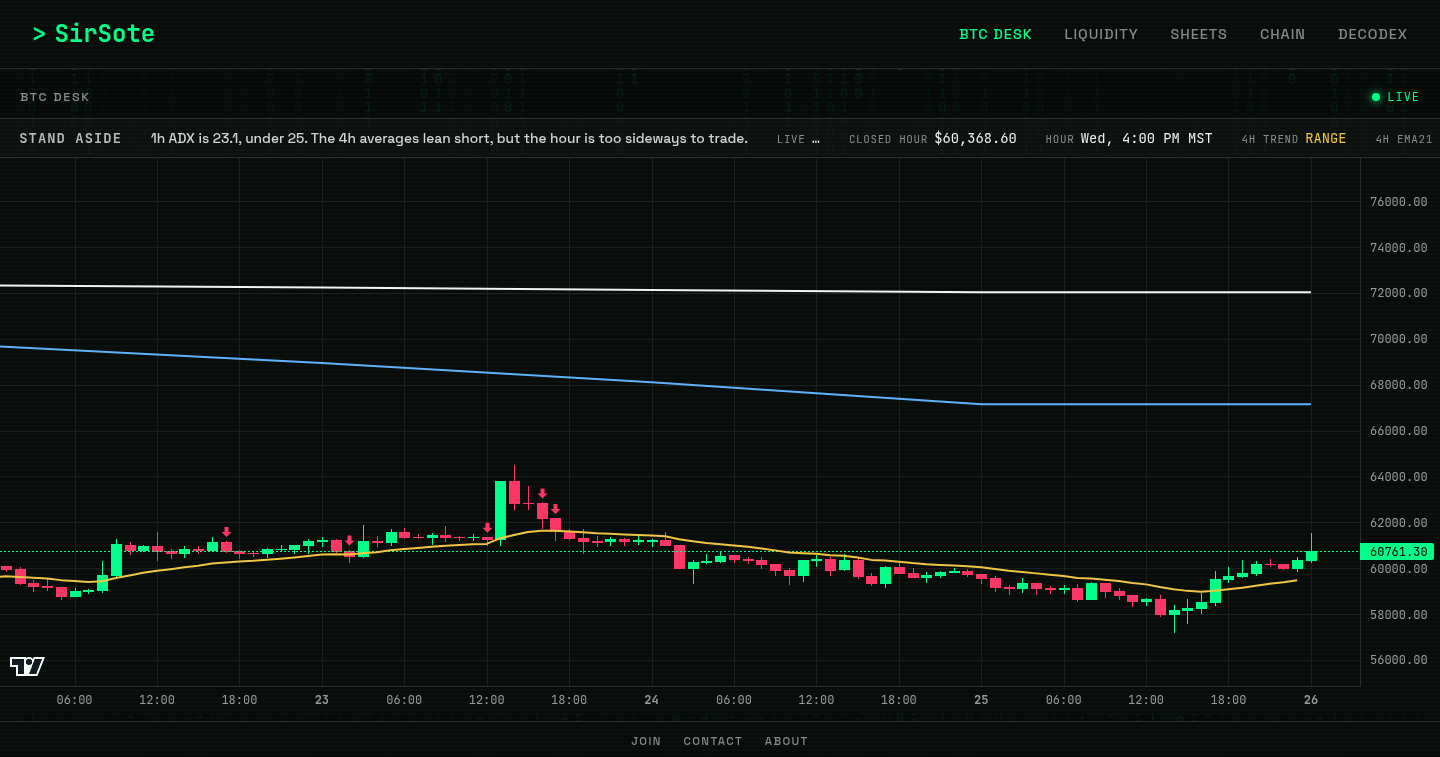 > SirSote
BTC DESK LIQUIDITY SHEETS CHAIN DECODEX
BTC DESK
LIVE
STAND ASIDE 1h ADX is 23.1, under 25. The 4h averages lean short, but the hour is too sideways to trade. LIVE … CLOSED HOUR $60,368.60 HOUR Wed, 4:00 PM MST 4H TREND RANGE 4H EMA21
76000.00
74000.00
72000.00
70000.00
68000.00
66000.00
64000.00
62000.00
60761.30
60000.00
58000.00
56000.00
06:00 12:00 18:00 23 06:00 12:00 18:00 24 06:00 12:00 18:00 25 06:00 12:00 18:00 26
JOIN CONTACT ABOUT